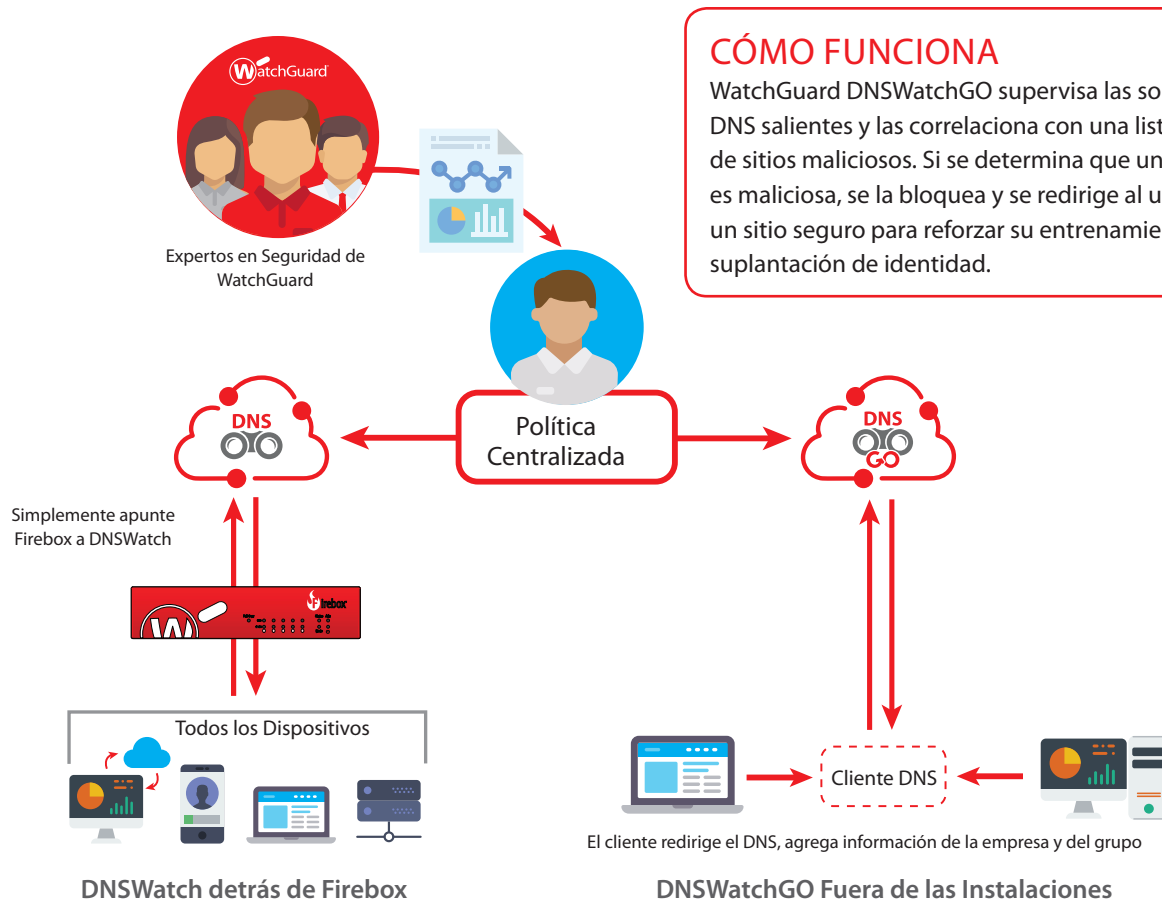 WatchGuard
Expertos en Seguridad de
WatchGuard
CÓMO FUNCIONA
WatchGuard DNSWatchGO supervisa las
DNS salientes y las correlaciona con una
de sitios maliciosos. Si se determina que
es maliciosa, se la bloquea y se redirige al
un sitio seguro para reforzar su
suplantación de identidad.
Política
Centralizada
DNS
DNS
GO
Simplemente apunte
Firebox a DNSWatch
Firebox
W
Todos los Dispositivos
Cliente DNS
El cliente redirige el DNS, agrega información de la empresa y del grupo
DNSWatch detrás de Firebox
DNSWatchGO Fuera de las Instalaciones